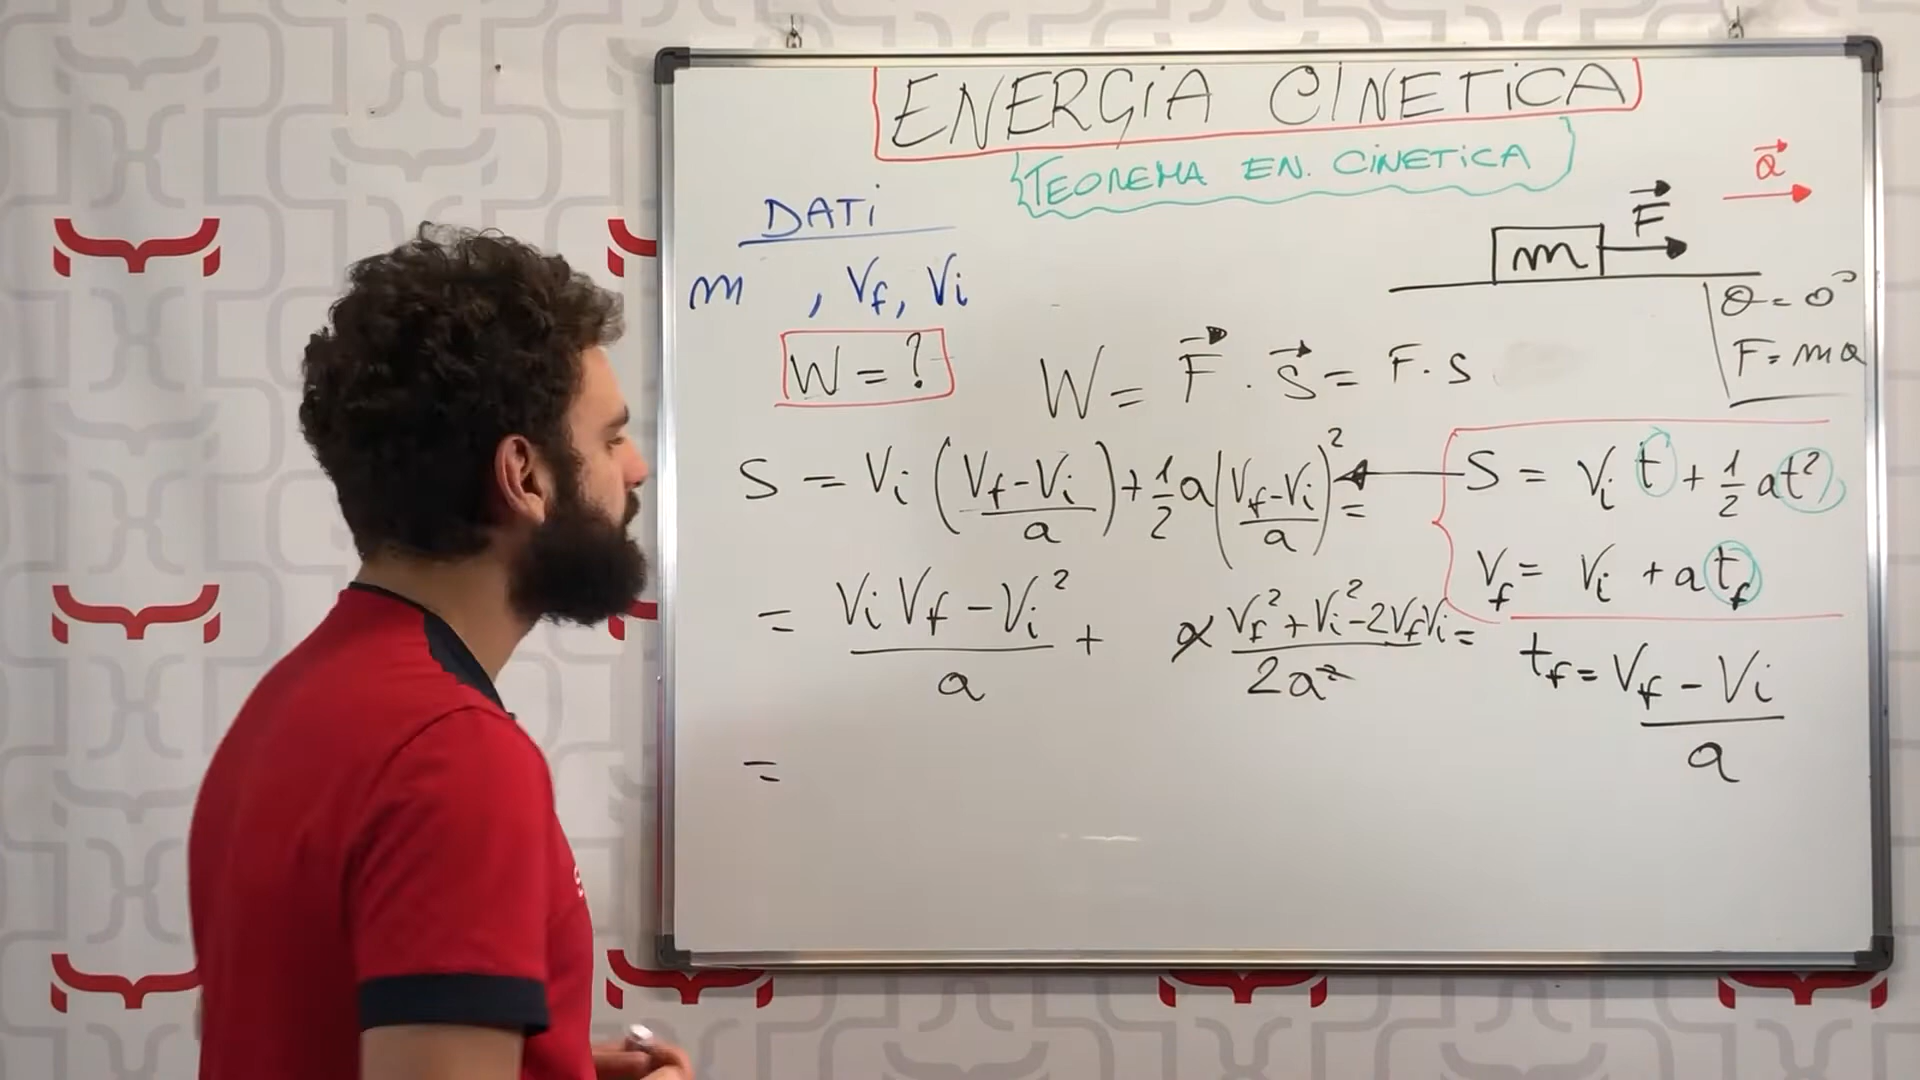 ENERGIA CINETICA
TEOREMA EN. CINETICA
a⃗
DATI
F⃗
m
m , Vf, Vi
θ = 0°
F = ma
W = ?
W = F⃗ · S⃗ = F · S
S = Vi (Vf - Vi / a) + 1/2 a (Vf - Vi / a)² =
S = Vi t + 1/2 at²
Vf = Vi + a tf
= Vi Vf - Vi² / a + a Vf² + Vi² - 2VfVi / 2a² =
tf = Vf - Vi / a
=